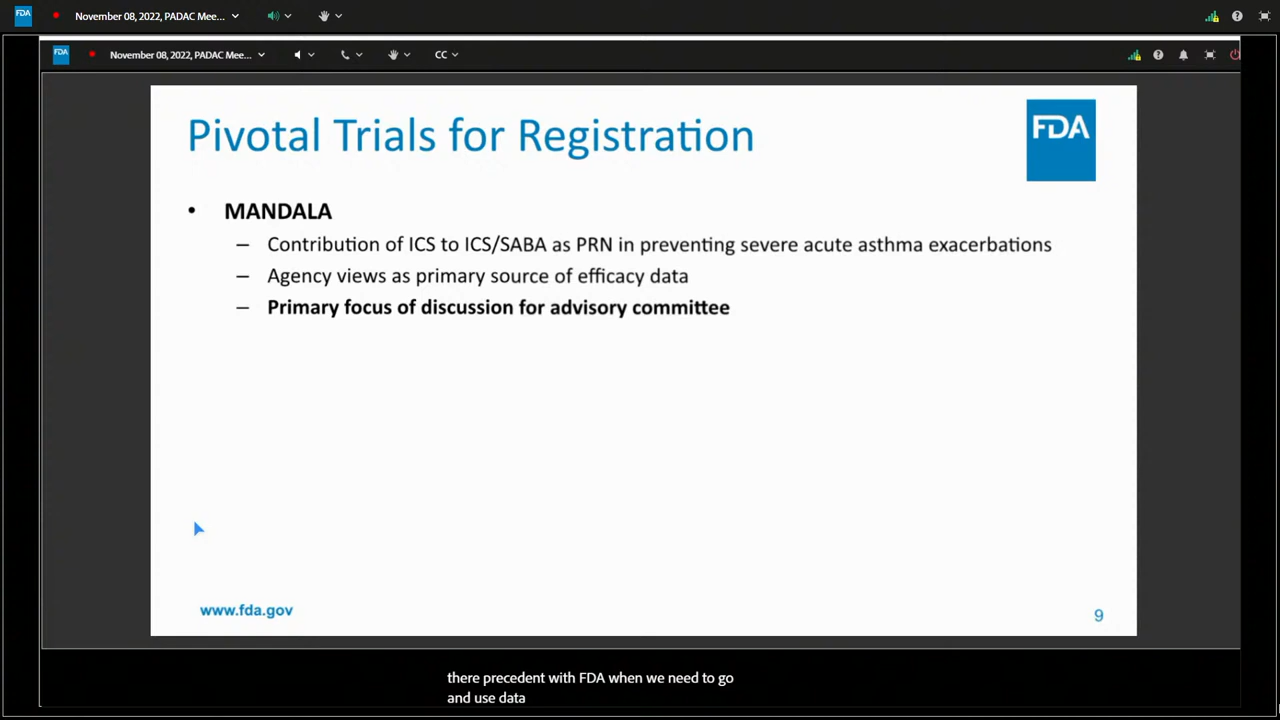 FDA November 08, 2022, PADAC Mee...
FDA November 08, 2022, PADAC Mee... CC
Pivotal Trials for Registration
FDA
• MANDALA
– Contribution of ICS to ICS/SABA as PRN in preventing severe acute asthma exacerbations
– Agency views as primary source of efficacy data
– Primary focus of discussion for advisory committee
www.fda.gov
9
there precedent with FDA when we need to go
and use data